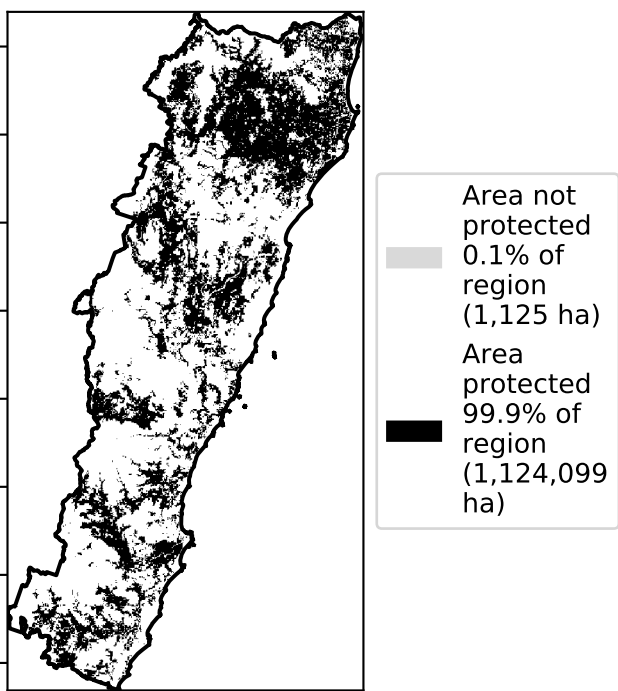 Area not
protected
0.1% of
region
(1,125 ha)
Area
protected
99.9% of
region
(1,124,099
ha)